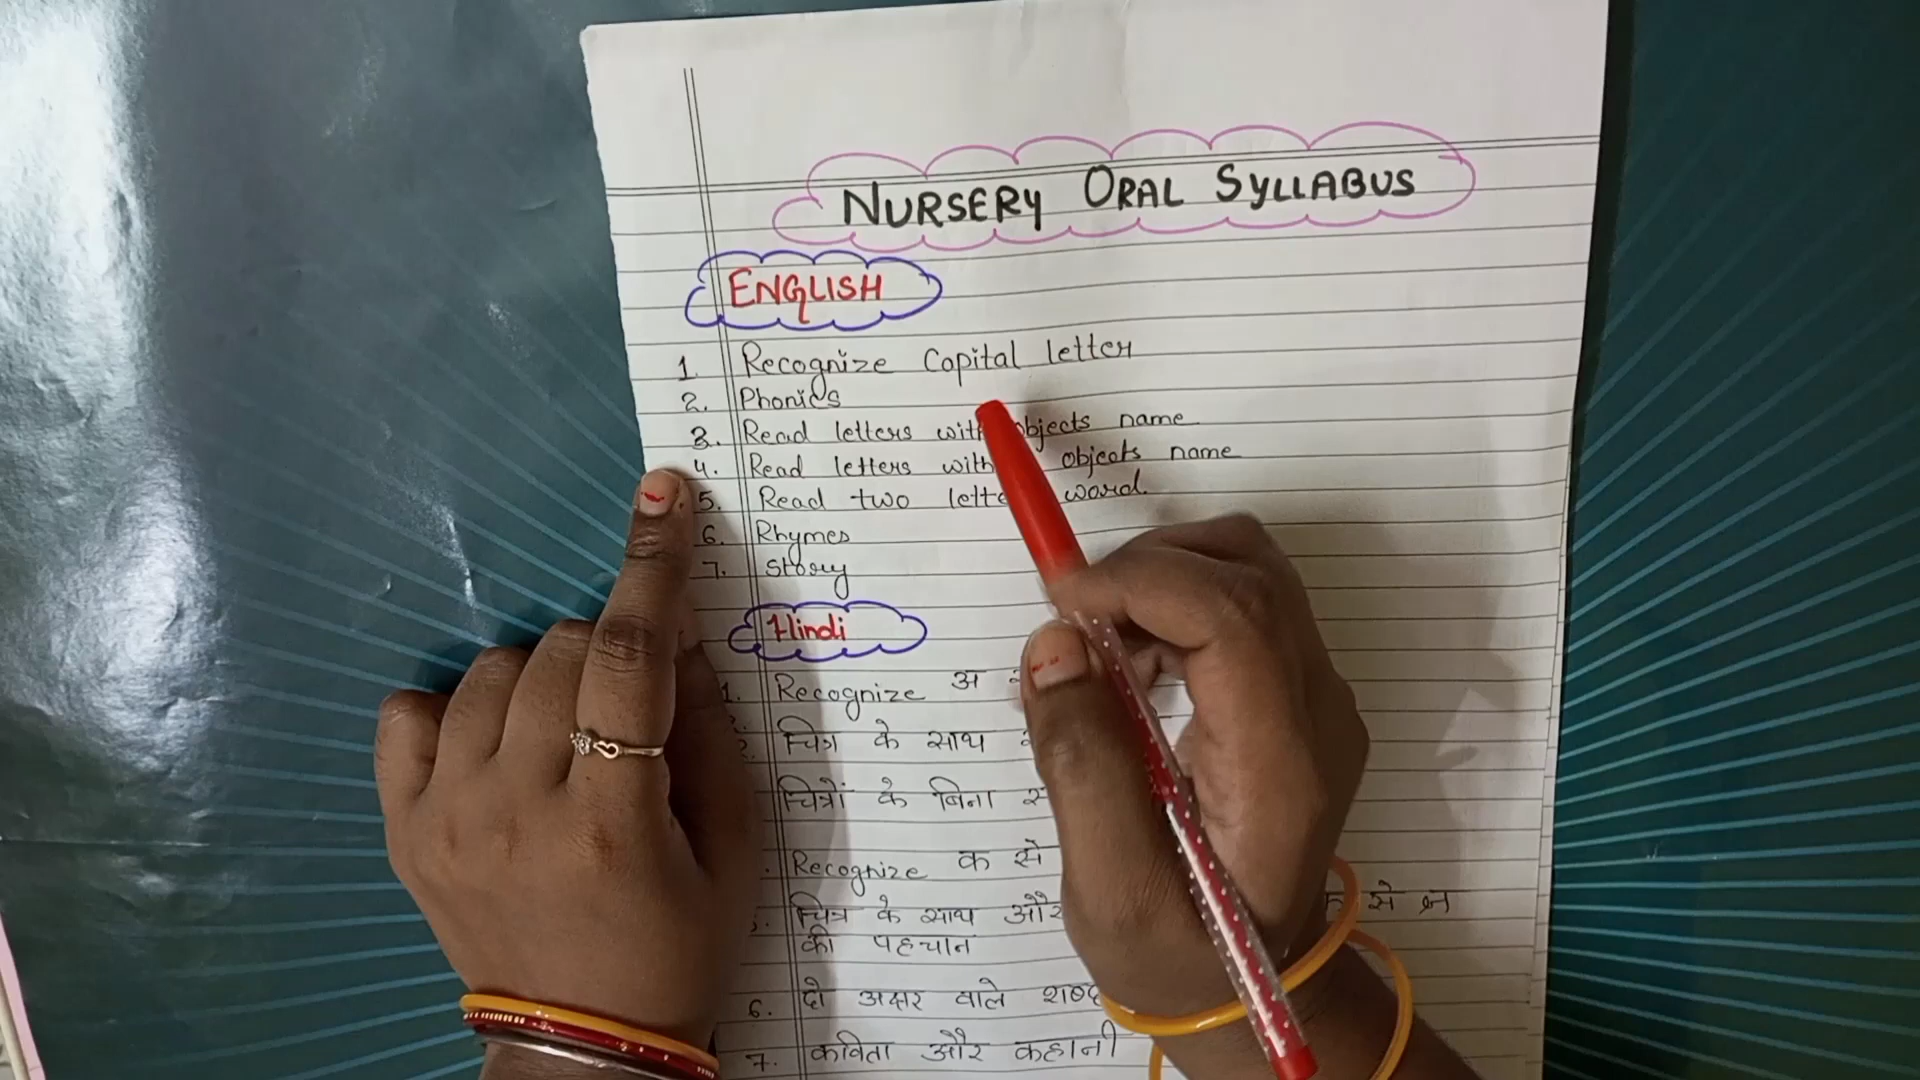 NURSERY ORAL SYLLABUS
ENGLISH
1. Recognize Capital letter
2. Phonics
3. Read letters with objects name
4. Read letters with objects name
5. Read two word.
6. Rhymes
7. Story
Hindi
1. Recognize अ
2. चित्र के साथ
चित्रों के बिना
Recognize क से
5. चित्र के साथ और से ज्ञ
की पहचान
6. दो अक्षर वाले शब्द
7. कविता और कहानी